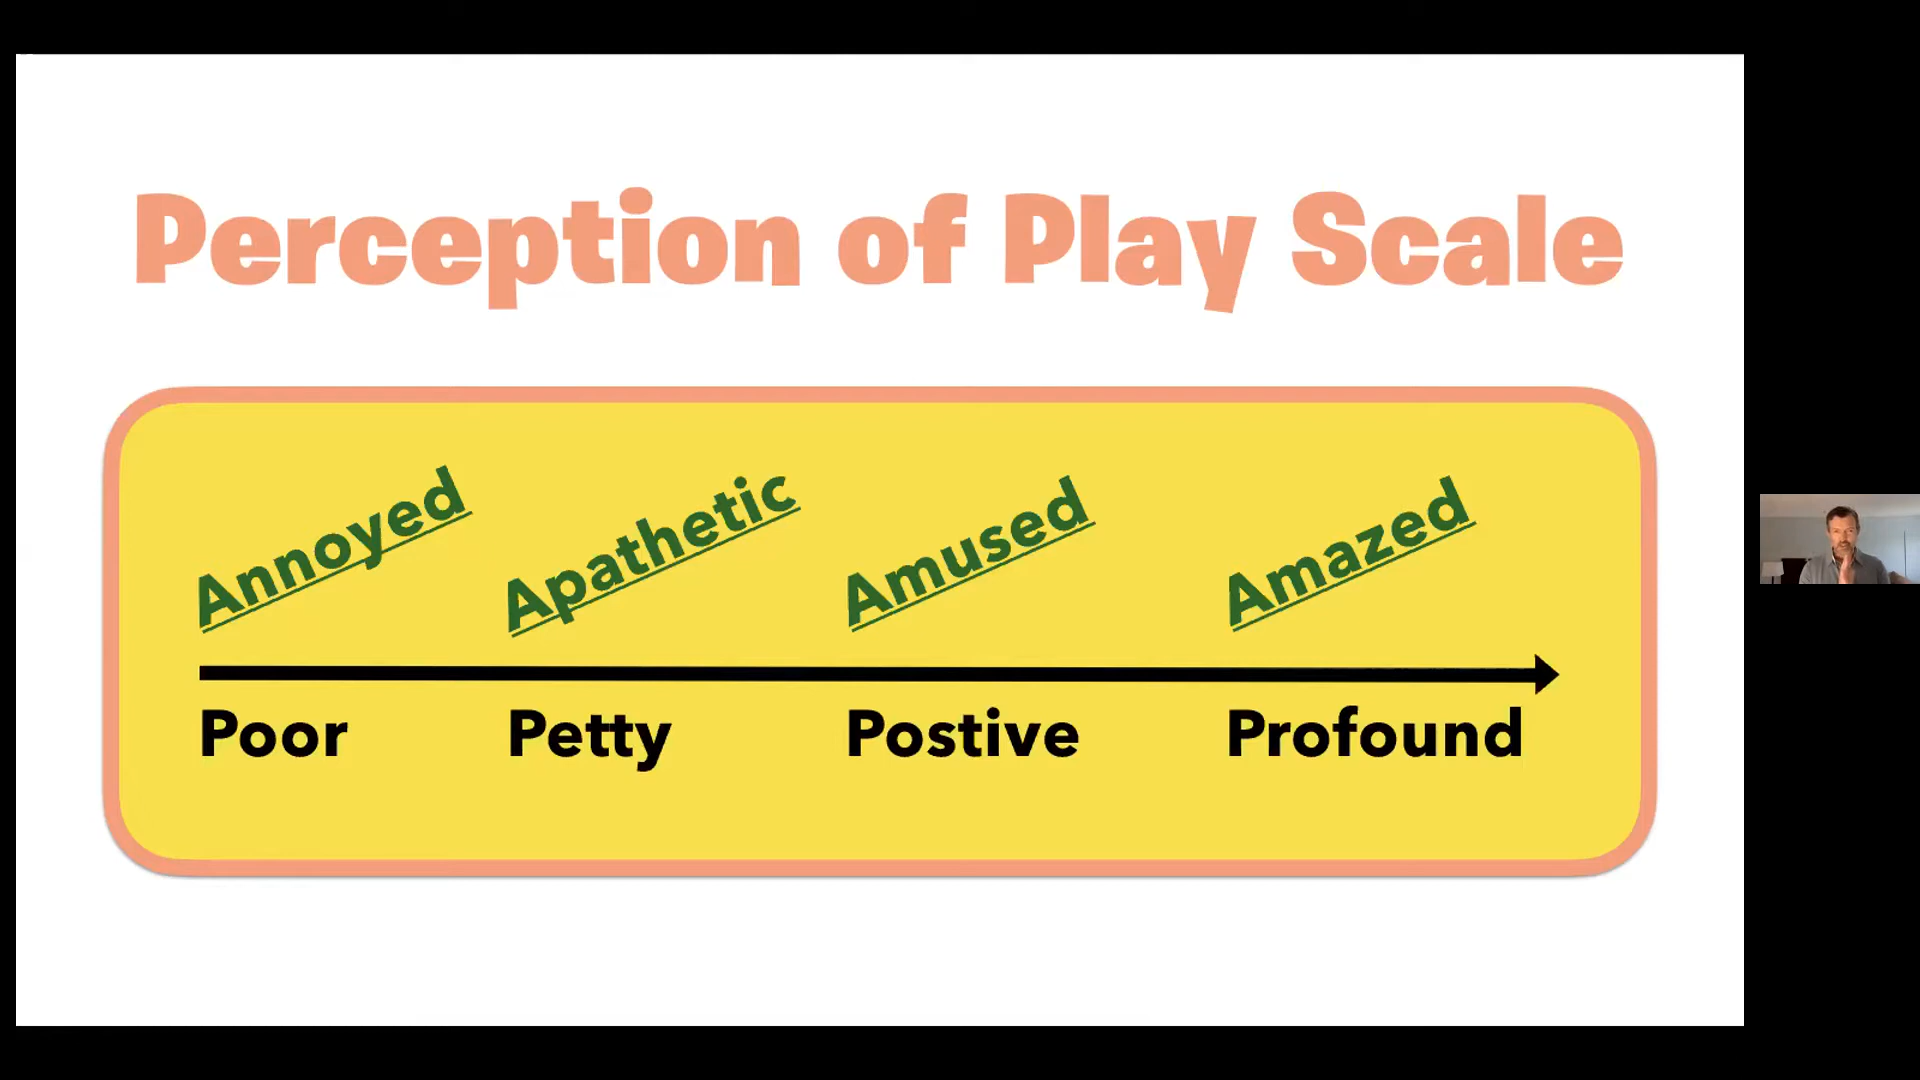 Perception of Play Scale
Annoyed Apathetic Amused Amazed
Poor Petty Postive Profound